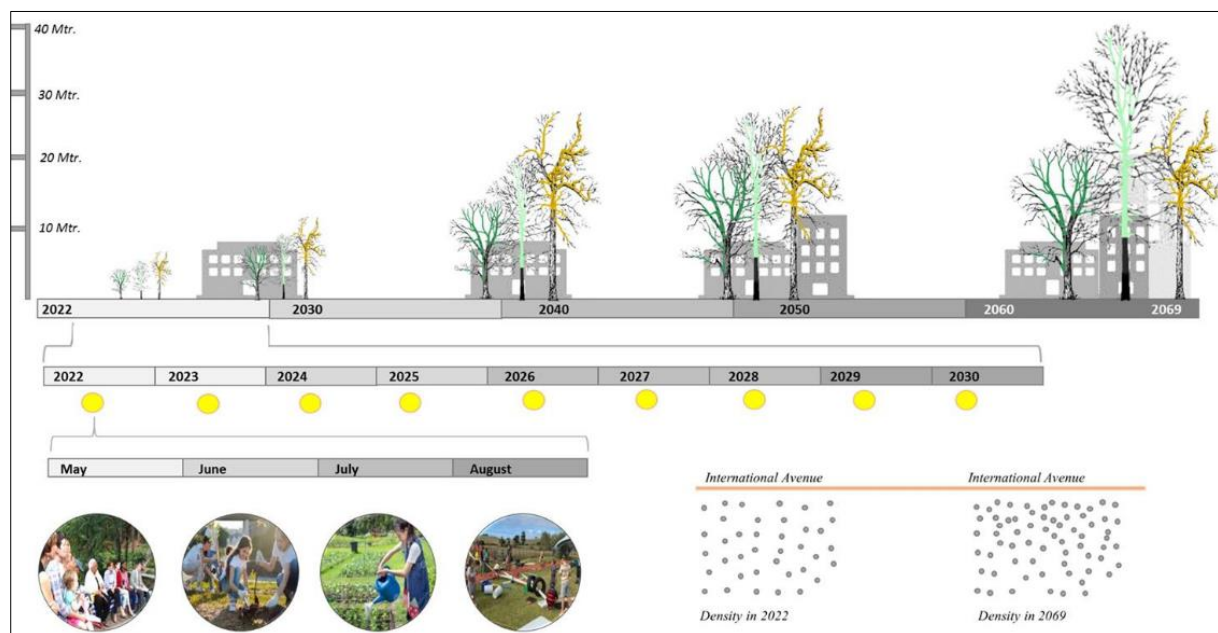 40 Mtr.
30 Mtr.
20 Mtr.
10 Mtr.
2022 2030 2040 2050 2060 2069
2022 2023 2024 2025 2026 2027 2028 2029 2030
May June July August
International Avenue International Avenue
Density in 2022 Density in 2069